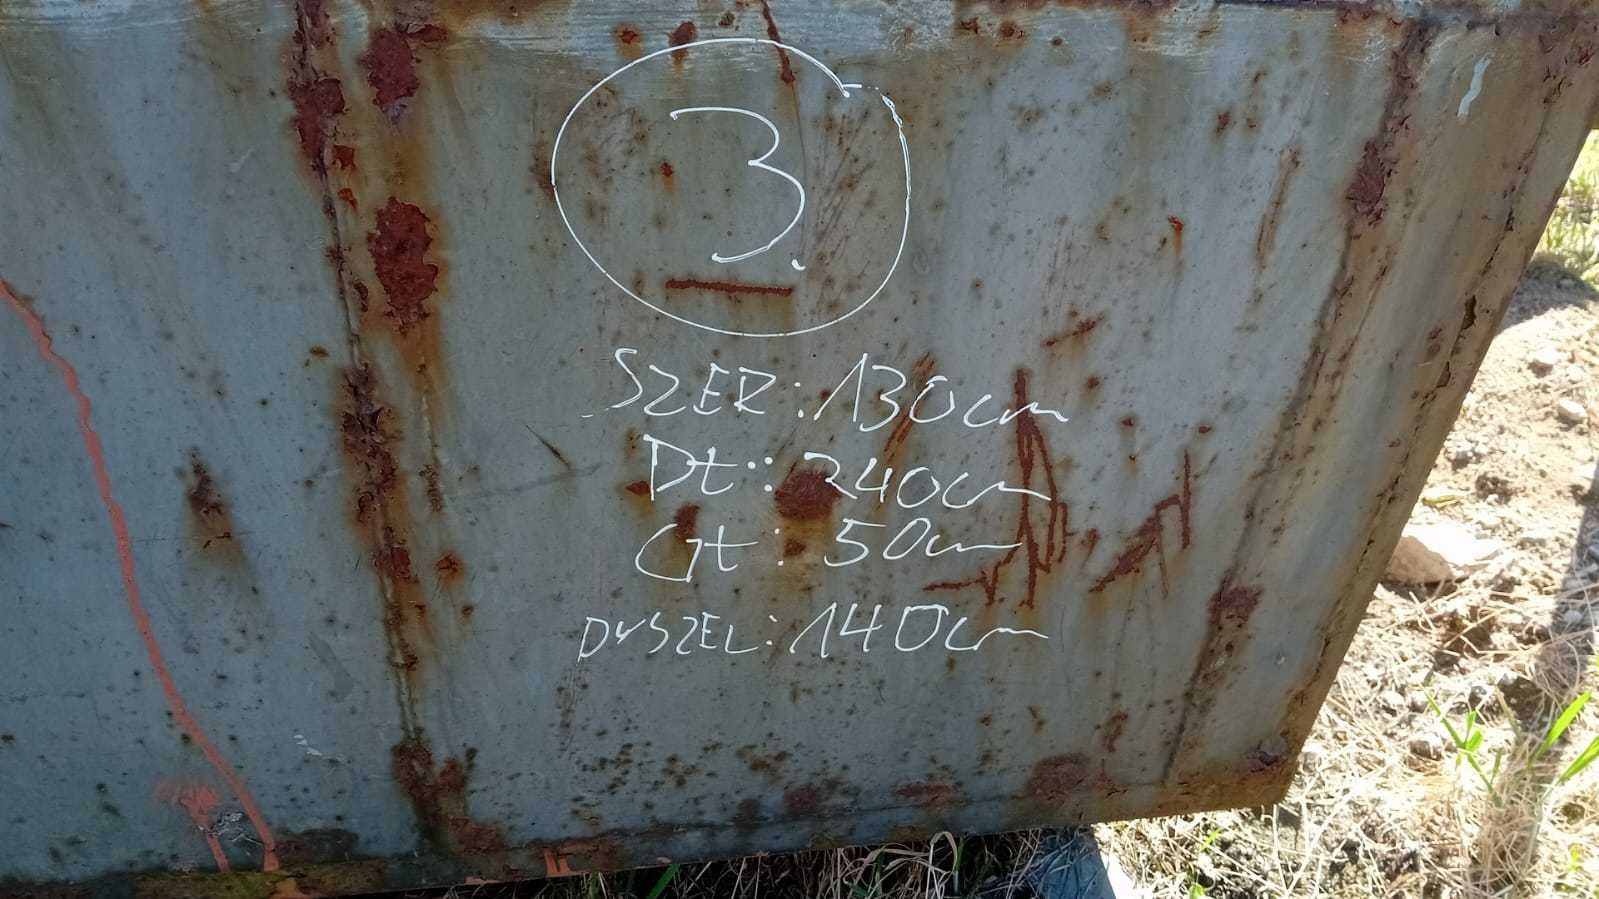 3.
SZER: 130cm
Dł: 240cm
Gł: 50cm
DYSZEL: 140cm